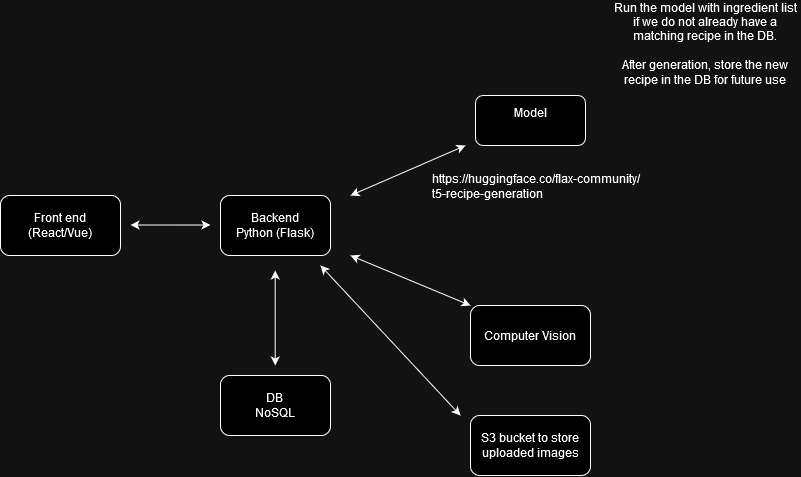 Run the model with ingredient list
if we do not already have a
matching recipe in the DB.
After generation, store the new
recipe in the DB for future use
Model
https://huggingface.co/flax-community/
t5-recipe-generation
Front end
(React/Vue)
Backend
Python (Flask)
Computer Vision
DB
NoSQL
S3 bucket to store
uploaded images